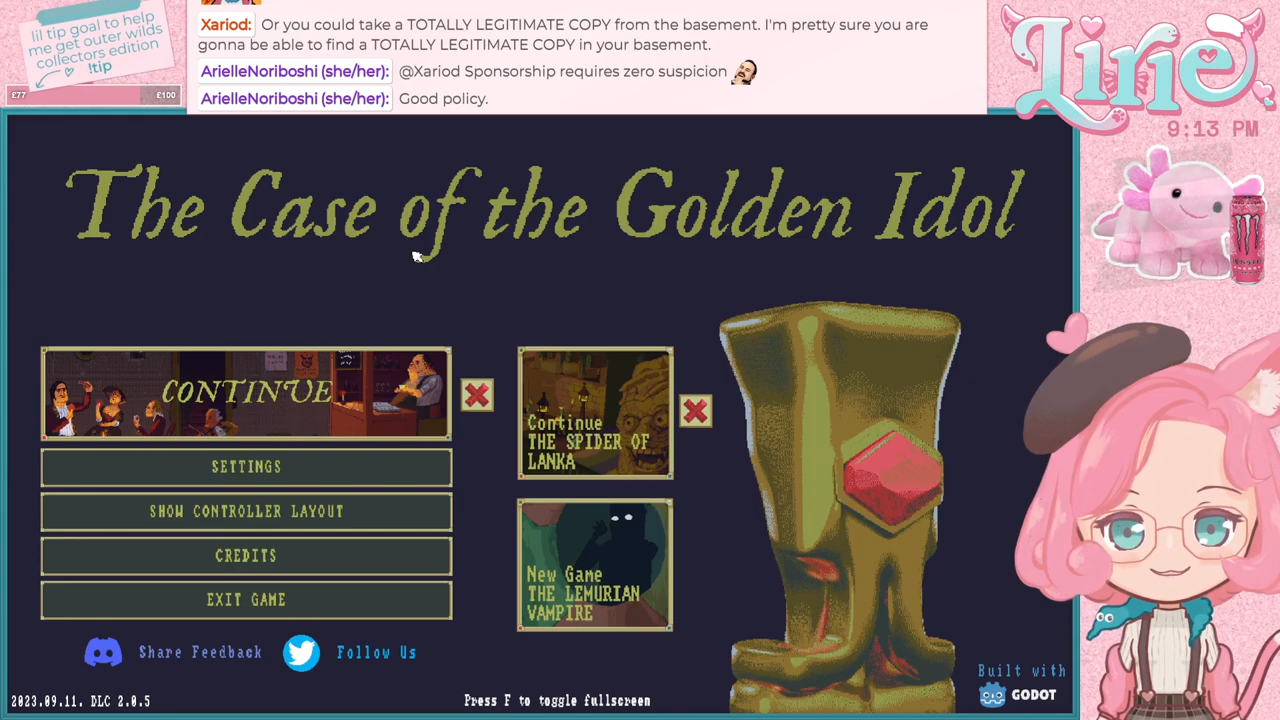 lil tip goal to help
me get outer wilds
collectors edition
!tip
£77
£100
Xariod: Or you could take a TOTALLY LEGITIMATE COPY from the basement. I'm pretty sure you are
gonna be able to find a TOTALLY LEGITIMATE COPY in your basement.
ArielleNoriboshi (she/her): @Xariod Sponsorship requires zero suspicion
ArielleNoriboshi (she/her): Good policy.
Lirie
9:13 PM
The Case of the Golden Idol
CONTINUE
SETTINGS
SHOW CONTROLLER LAYOUT
CREDITS
EXIT GAME
Share Feedback
Follow Us
Continue
THE SPIDER OF
LANKA
New Game
THE LEMURIAN
VAMPIRE
Built with
GODOT
2023.09.11. DLC 2.0.5
Press F to toggle fullscreen